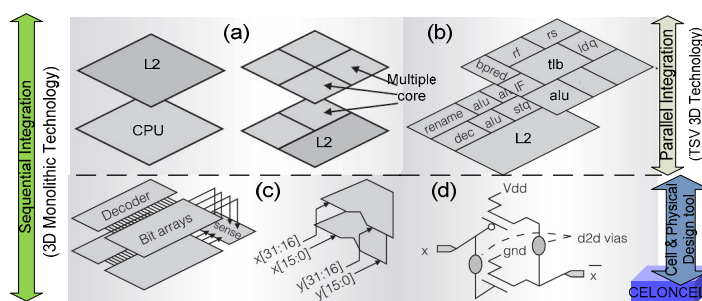 Sequential Integration
(3D Monolithic Technology)
(a)
L2
CPU
Multiple
core
L2
(b)
rf
rs
ldq
bpred
tlb
IF
alu
alu
rename
alu
stq
dec
L2
Parallel Integration
(TSV 3D Technology)
Decoder
Bit arrays
sense
(c)
x[31:16]
x[15:0]
y[31:16]
y[15:0]
(d)
Vdd
gnd
d2d vias
x
x
Cell & Physical
Design tool
CELONCEL